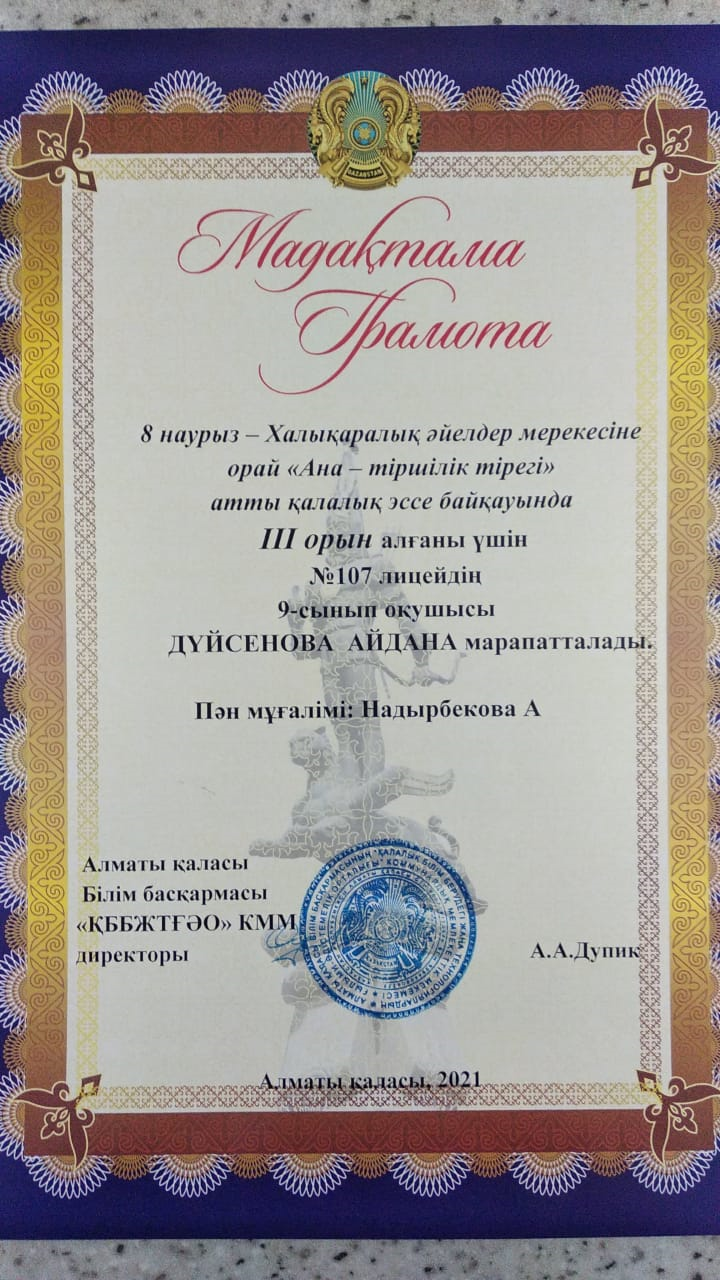 QAZAQSTAN
Мадақтама
Грамота
8 наурыз – Халықаралық әйелдер мерекесіне
орай «Ана – тіршілік тірегі»
атты қалалық эссе байқауында
III орын алғаны үшін
№107 лицейдің
9-сынып оқушысы
ДҮЙСЕНОВА АЙДАНА марапатталады.
Пән мұғалімі: Надырбекова А
Алматы қаласы
Білім басқармасы
«ҚББЖТҒӘО» КММ
директоры
А.А.Дупик
Алматы қаласы, 2021